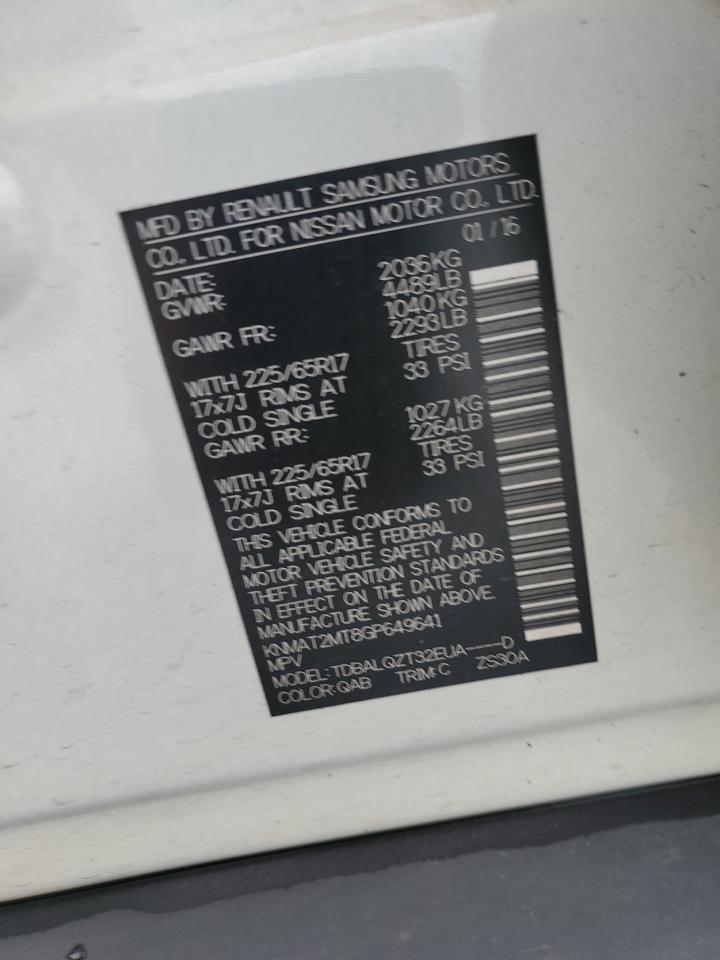 MFD BY RENAULT SAMSUNG MOTORS
CO., LTD. FOR NISSAN MOTOR CO., LTD.
DATE: 01 / 16
GVWR: 2036KG
4489LB
GAWR FR: 1040KG
2293LB
WITH 225/65R17 TIRES
17x7J RIMS AT 33 PSI
COLD SINGLE
GAWR RR: 1027KG
2264LB
WITH 225/65R17 TIRES
17x7J RIMS AT 33 PSI
COLD SINGLE
THIS VEHICLE CONFORMS TO
ALL APPLICABLE FEDERAL
MOTOR VEHICLE SAFETY AND
THEFT PREVENTION STANDARDS
IN EFFECT ON THE DATE OF
MANUFACTURE SHOWN ABOVE.
KNMAT2MT8GP649641
MPV
MODEL: TDBALQZT32EUA----D
COLOR: QAB TRIM: C ZS30A